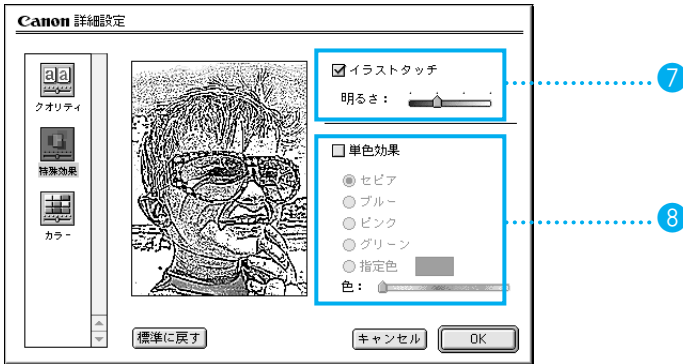 Canon 詳細設定
aa
クオリティ
特殊効果
カラー
イラストタッチ
明るさ：
7
単色効果
セピア
ブルー
ピンク
グリーン
指定色
色：
8
標準に戻す
キャンセル
OK